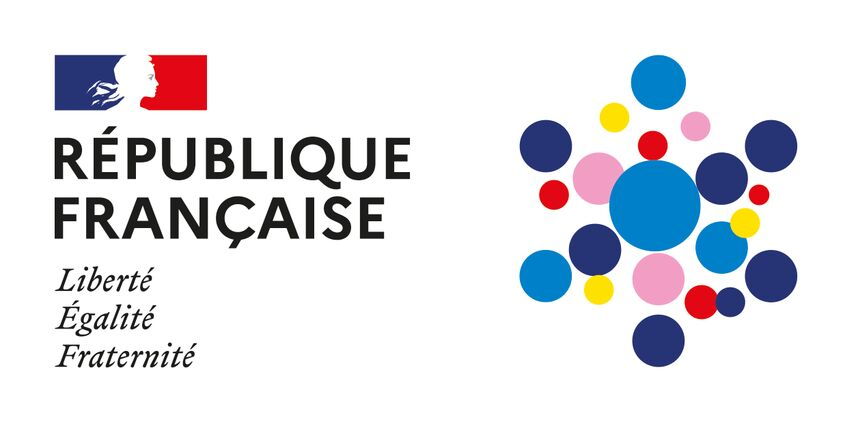 RÉPUBLIQUE
FRANÇAISE
Liberté
Égalité
Fraternité